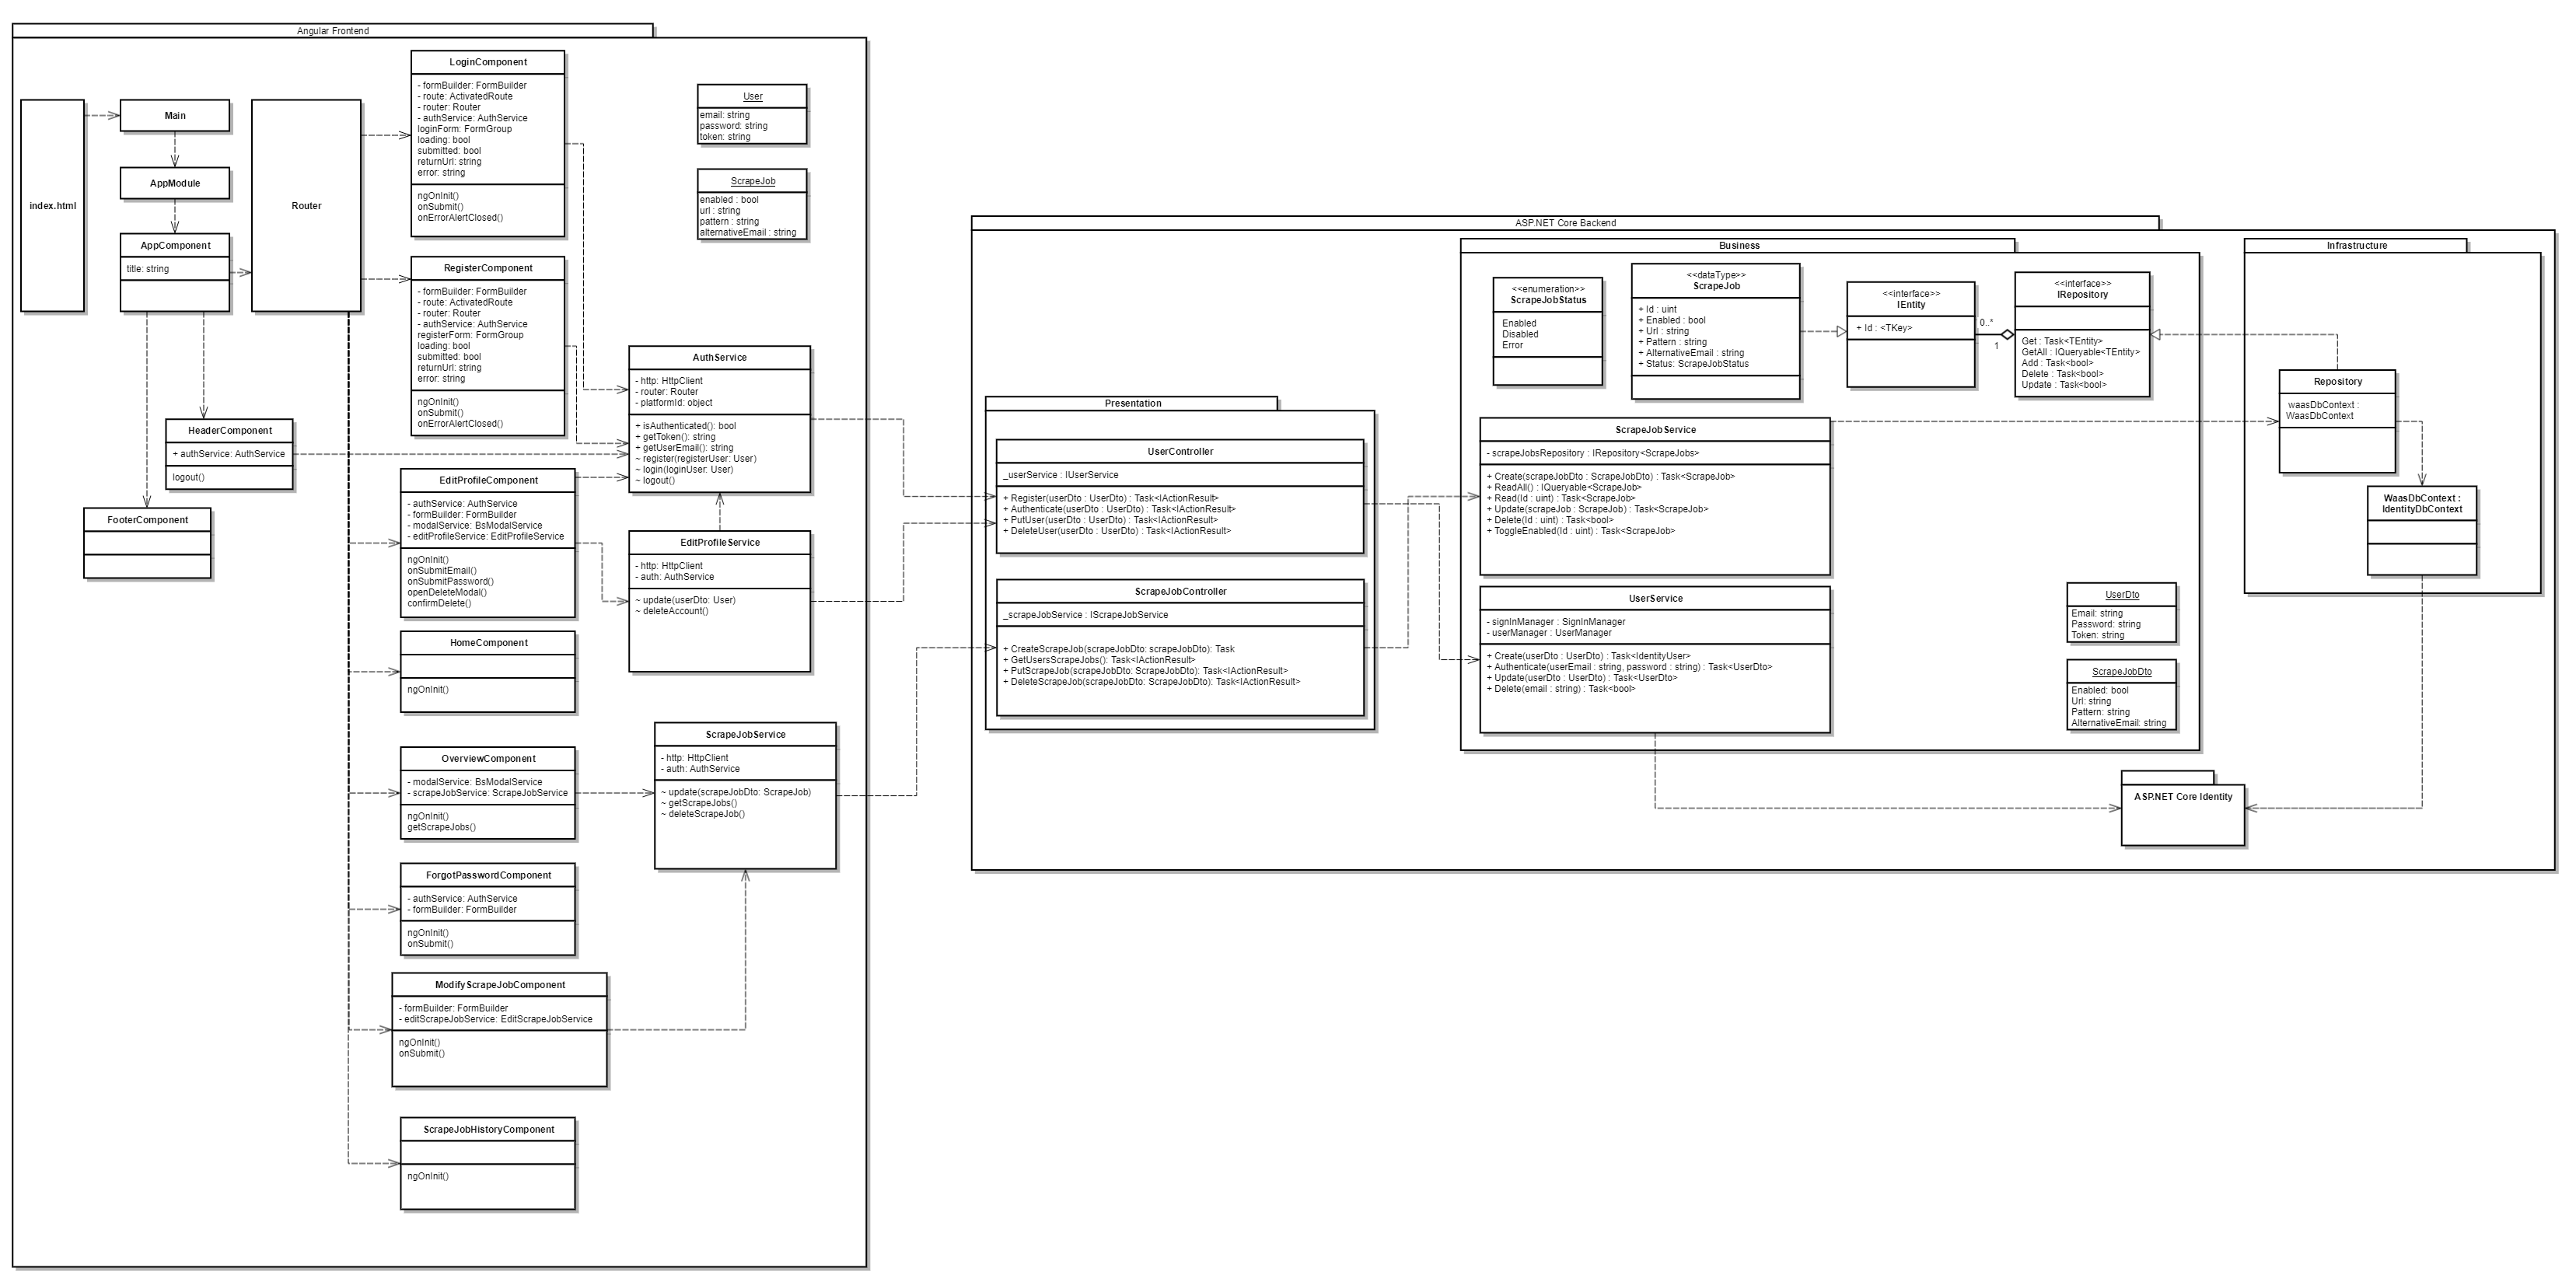 Angular Frontend
index.html
Main
AppModule
AppComponent
title: string
Router
HeaderComponent
+ authService: AuthService
logout()
FooterComponent
LoginComponent
- formBuilder: FormBuilder
- route: ActivatedRoute
- router: Router
- authService: AuthService
loginForm: FormGroup
loading: bool
submitted: bool
returnUrl: string
error: string
ngOnInit()
onSubmit()
onErrorAlertClosed()
RegisterComponent
- formBuilder: FormBuilder
- route: ActivatedRoute
- router: Router
- authService: AuthService
registerForm: FormGroup
loading: bool
submitted: bool
returnUrl: string
error: string
ngOnInit()
onSubmit()
onErrorAlertClosed()
EditProfileComponent
- authService: AuthService
- formBuilder: FormBuilder
- modalService: BsModalService
- editProfileService: EditProfileService
ngOnInit()
onSubmitEmail()
onSubmitPassword()
openDeleteModal()
confirmDelete()
HomeComponent
ngOnInit()
OverviewComponent
- modalService: BsModalService
- scrapeJobService: ScrapeJobService
ngOnInit()
getScrapeJobs()
ForgotPasswordComponent
- authService: AuthService
- formBuilder: FormBuilder
ngOnInit()
onSubmit()
ModifyScrapeJobComponent
- formBuilder: FormBuilder
- editScrapeJobService: EditScrapeJobService
ngOnInit()
onSubmit()
ScrapeJobHistoryComponent
ngOnInit()
User
email: string
password: string
token: string
ScrapeJob
enabled : bool
url : string
pattern : string
alternativeEmail : string
AuthService
- http: HttpClient
- router: Router
- platformId: object
+ isAuthenticated(): bool
+ getToken(): string
+ getUserEmail(): string
~ register(registerUser: User)
~ login(loginUser: User)
~ logout()
EditProfileService
- http: HttpClient
- auth: AuthService
~ update(userDto: User)
~ deleteAccount()
ScrapeJobService
- http: HttpClient
- auth: AuthService
~ update(scrapeJobDto: ScrapeJob)
~ getScrapeJobs()
~ deleteScrapeJob()
ASP.NET Core Backend
Presentation
UserController
_userService : IUserService
+ Register(userDto : UserDto) : Task<IActionResult>
+ Authenticate(userDto : UserDto) : Task<IActionResult>
+ PutUser(userDto : UserDto) : Task<IActionResult>
+ DeleteUser(userDto : UserDto) : Task<IActionResult>
ScrapeJobController
_scrapeJobService : IScrapeJobService
+ CreateScrapeJob(scrapeJobDto: scrapeJobDto): Task
+ GetUsersScrapeJobs(): Task<IActionResult>
+ PutScrapeJob(scrapeJobDto: ScrapeJobDto): Task<IActionResult>
+ DeleteScrapeJob(scrapeJobDto: ScrapeJobDto): Task<IActionResult>
Business
<<enumeration>>
ScrapeJobStatus
Enabled
Disabled
Error
<<dataType>>
ScrapeJob
+ Id : uint
+ Enabled : bool
+ Url : string
+ Pattern : string
+ AlternativeEmail : string
+ Status: ScrapeJobStatus
<<interface>>
IEntity
+ Id : <TKey>
0..*
1
<<interface>>
IRepository
Get : Task<TEntity>
GetAll : IQueryable<TEntity>
Add : Task<bool>
Delete : Task<bool>
Update : Task<bool>
ScrapeJobService
- scrapeJobsRepository : IRepository<ScrapeJobs>
+ Create(scrapeJobDto : ScrapeJobDto) : Task<ScrapeJob>
+ ReadAll() : IQueryable<ScrapeJob>
+ Read(Id : uint) : Task<ScrapeJob>
+ Update(scrapeJob : ScrapeJob) : Task<ScrapeJob>
+ Delete(Id : uint) : Task<bool>
+ ToggleEnabled(Id : uint) : Task<ScrapeJob>
UserService
- signInManager : SignInManager
- userManager : UserManager
+ Create(userDto : UserDto) : Task<IdentityUser>
+ Authenticate(userEmail : string, password : string) : Task<UserDto>
+ Update(userDto : UserDto) : Task<UserDto>
+ Delete(email : string) : Task<bool>
UserDto
Email: string
Password: string
Token: string
ScrapeJobDto
Enabled: bool
Url: string
Pattern: string
AlternativeEmail: string
Infrastructure
Repository
waasDbContext :
WaasDbContext
WaasDbContext :
IdentityDbContext
ASP.NET Core Identity